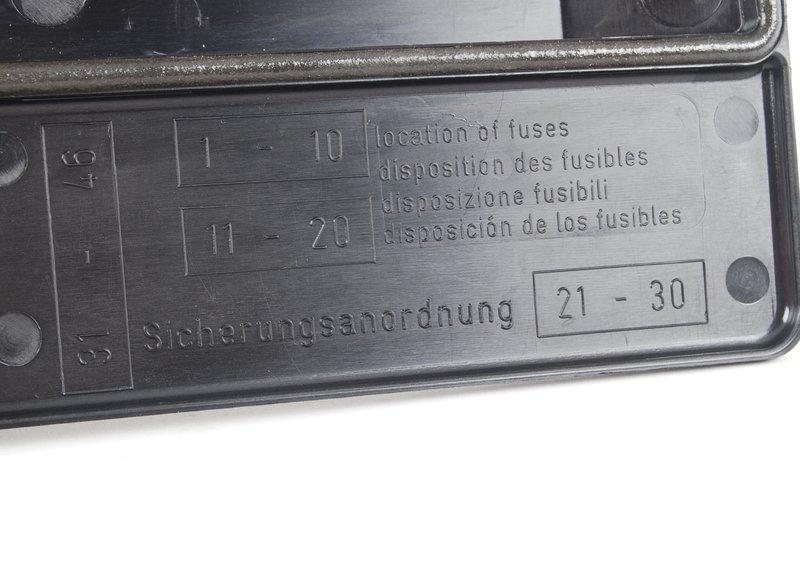 1 - 10
location of fuses
disposition des fusibles
disposizione fusibili
disposición de los fusibles
11 - 20
31 - 46
Sicherungsanordnung
21 - 30